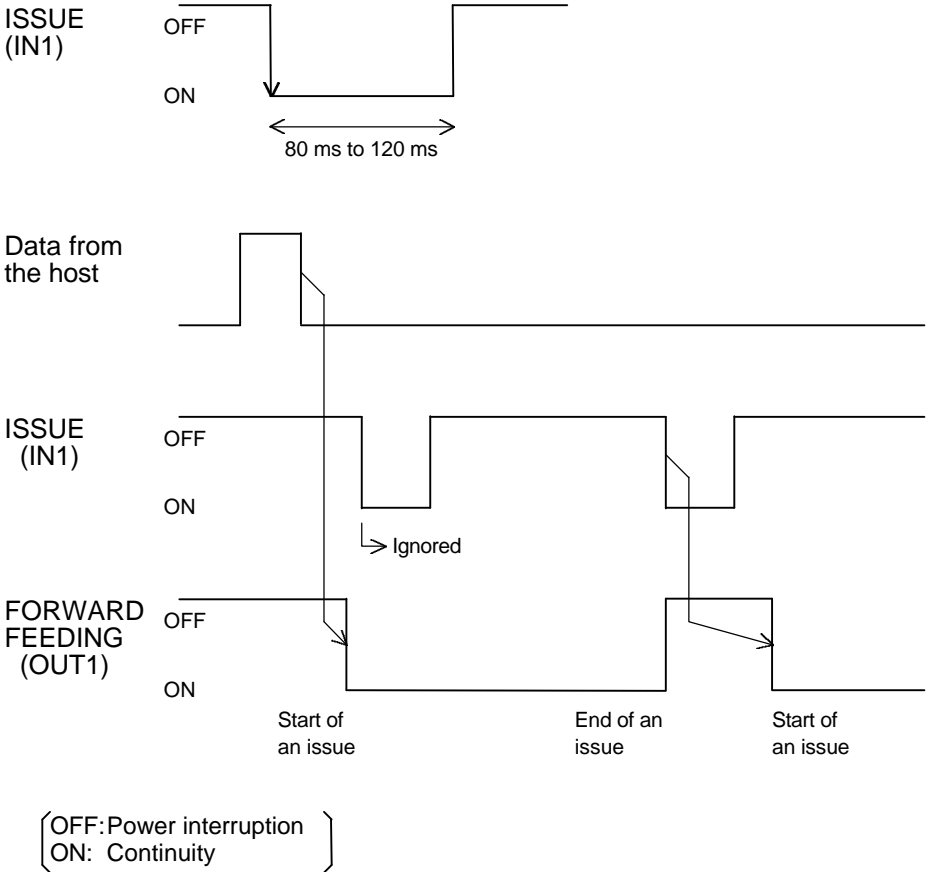 ISSUE
(IN1)
OFF
ON
80 ms to 120 ms
Data from
the host
ISSUE
(IN1)
OFF
ON
Ignored
FORWARD
FEEDING
(OUT1)
OFF
ON
Start of
an issue
End of an
issue
Start of
an issue
OFF:Power interruption
ON: Continuity